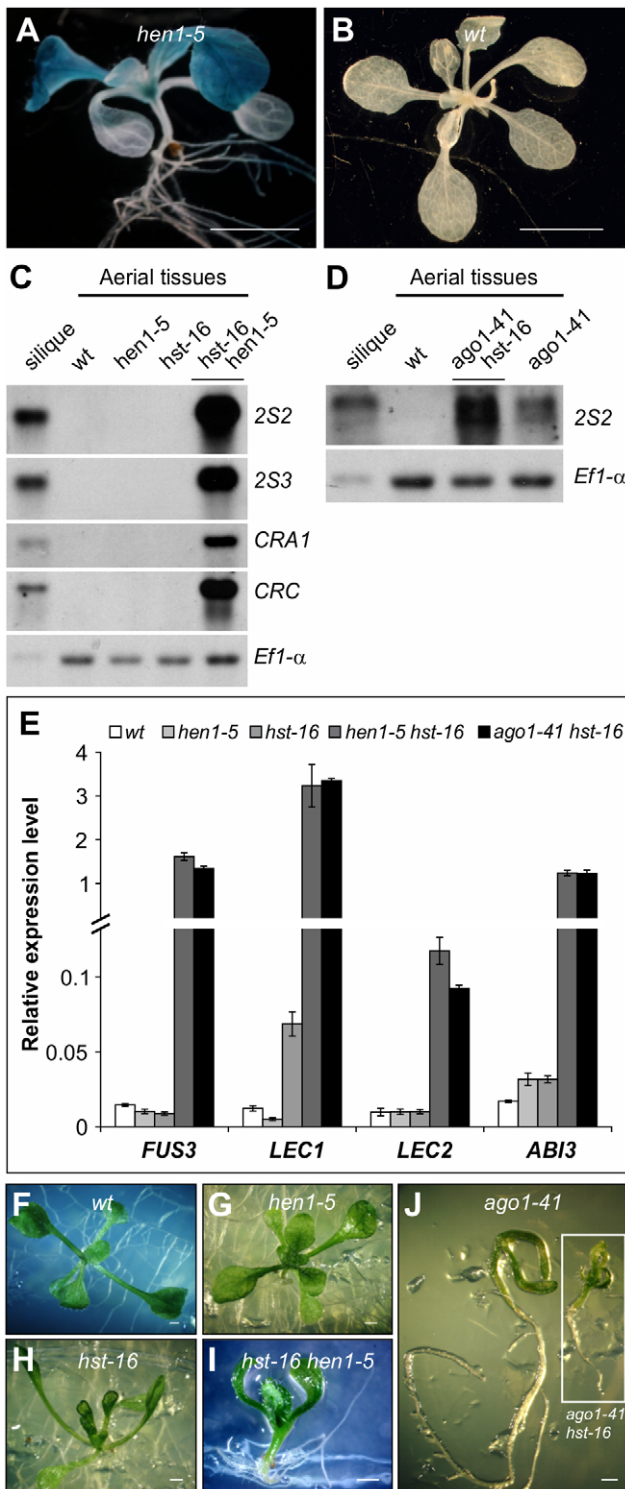 A
hen1-5
B
wt
C
Aerial tissues
silique
wt
hen1-5
hst-16
hst-16
hen1-5
2S2
2S3
CRA1
CRC
Ef1-α
D
Aerial tissues
silique
wt
ago1-41
hst-16
ago1-41
2S2
Ef1-α
E
wt hen1-5 hst-16 hen1-5 hst-16 ago1-41 hst-16
Relative expression level
4
3
2
1
0.1
0.05
0
FUS3 LEC1 LEC2 ABI3
F
wt
G
hen1-5
H
hst-16
I
hst-16 hen1-5
J
ago1-41
ago1-41
hst-16